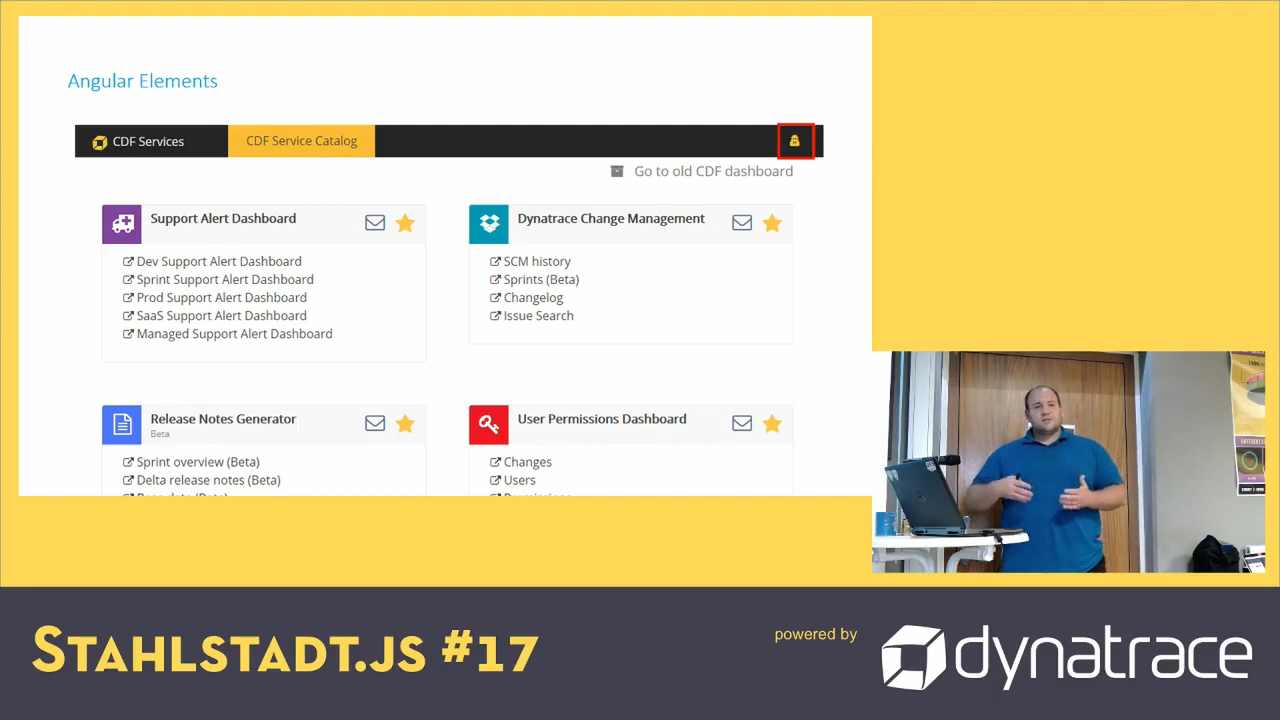 Angular Elements
CDF Services
CDF Service Catalog
Go to old CDF dashboard
Support Alert Dashboard
Dev Support Alert Dashboard
Sprint Support Alert Dashboard
Prod Support Alert Dashboard
SaaS Support Alert Dashboard
Managed Support Alert Dashboard
Dynatrace Change Management
SCM history
Sprints (Beta)
Changelog
Issue Search
Release Notes Generator
Beta
Sprint overview (Beta)
Delta release notes (Beta)
User Permissions Dashboard
Changes
Users
STAHLSTADT.JS #17
powered by
dynatrace